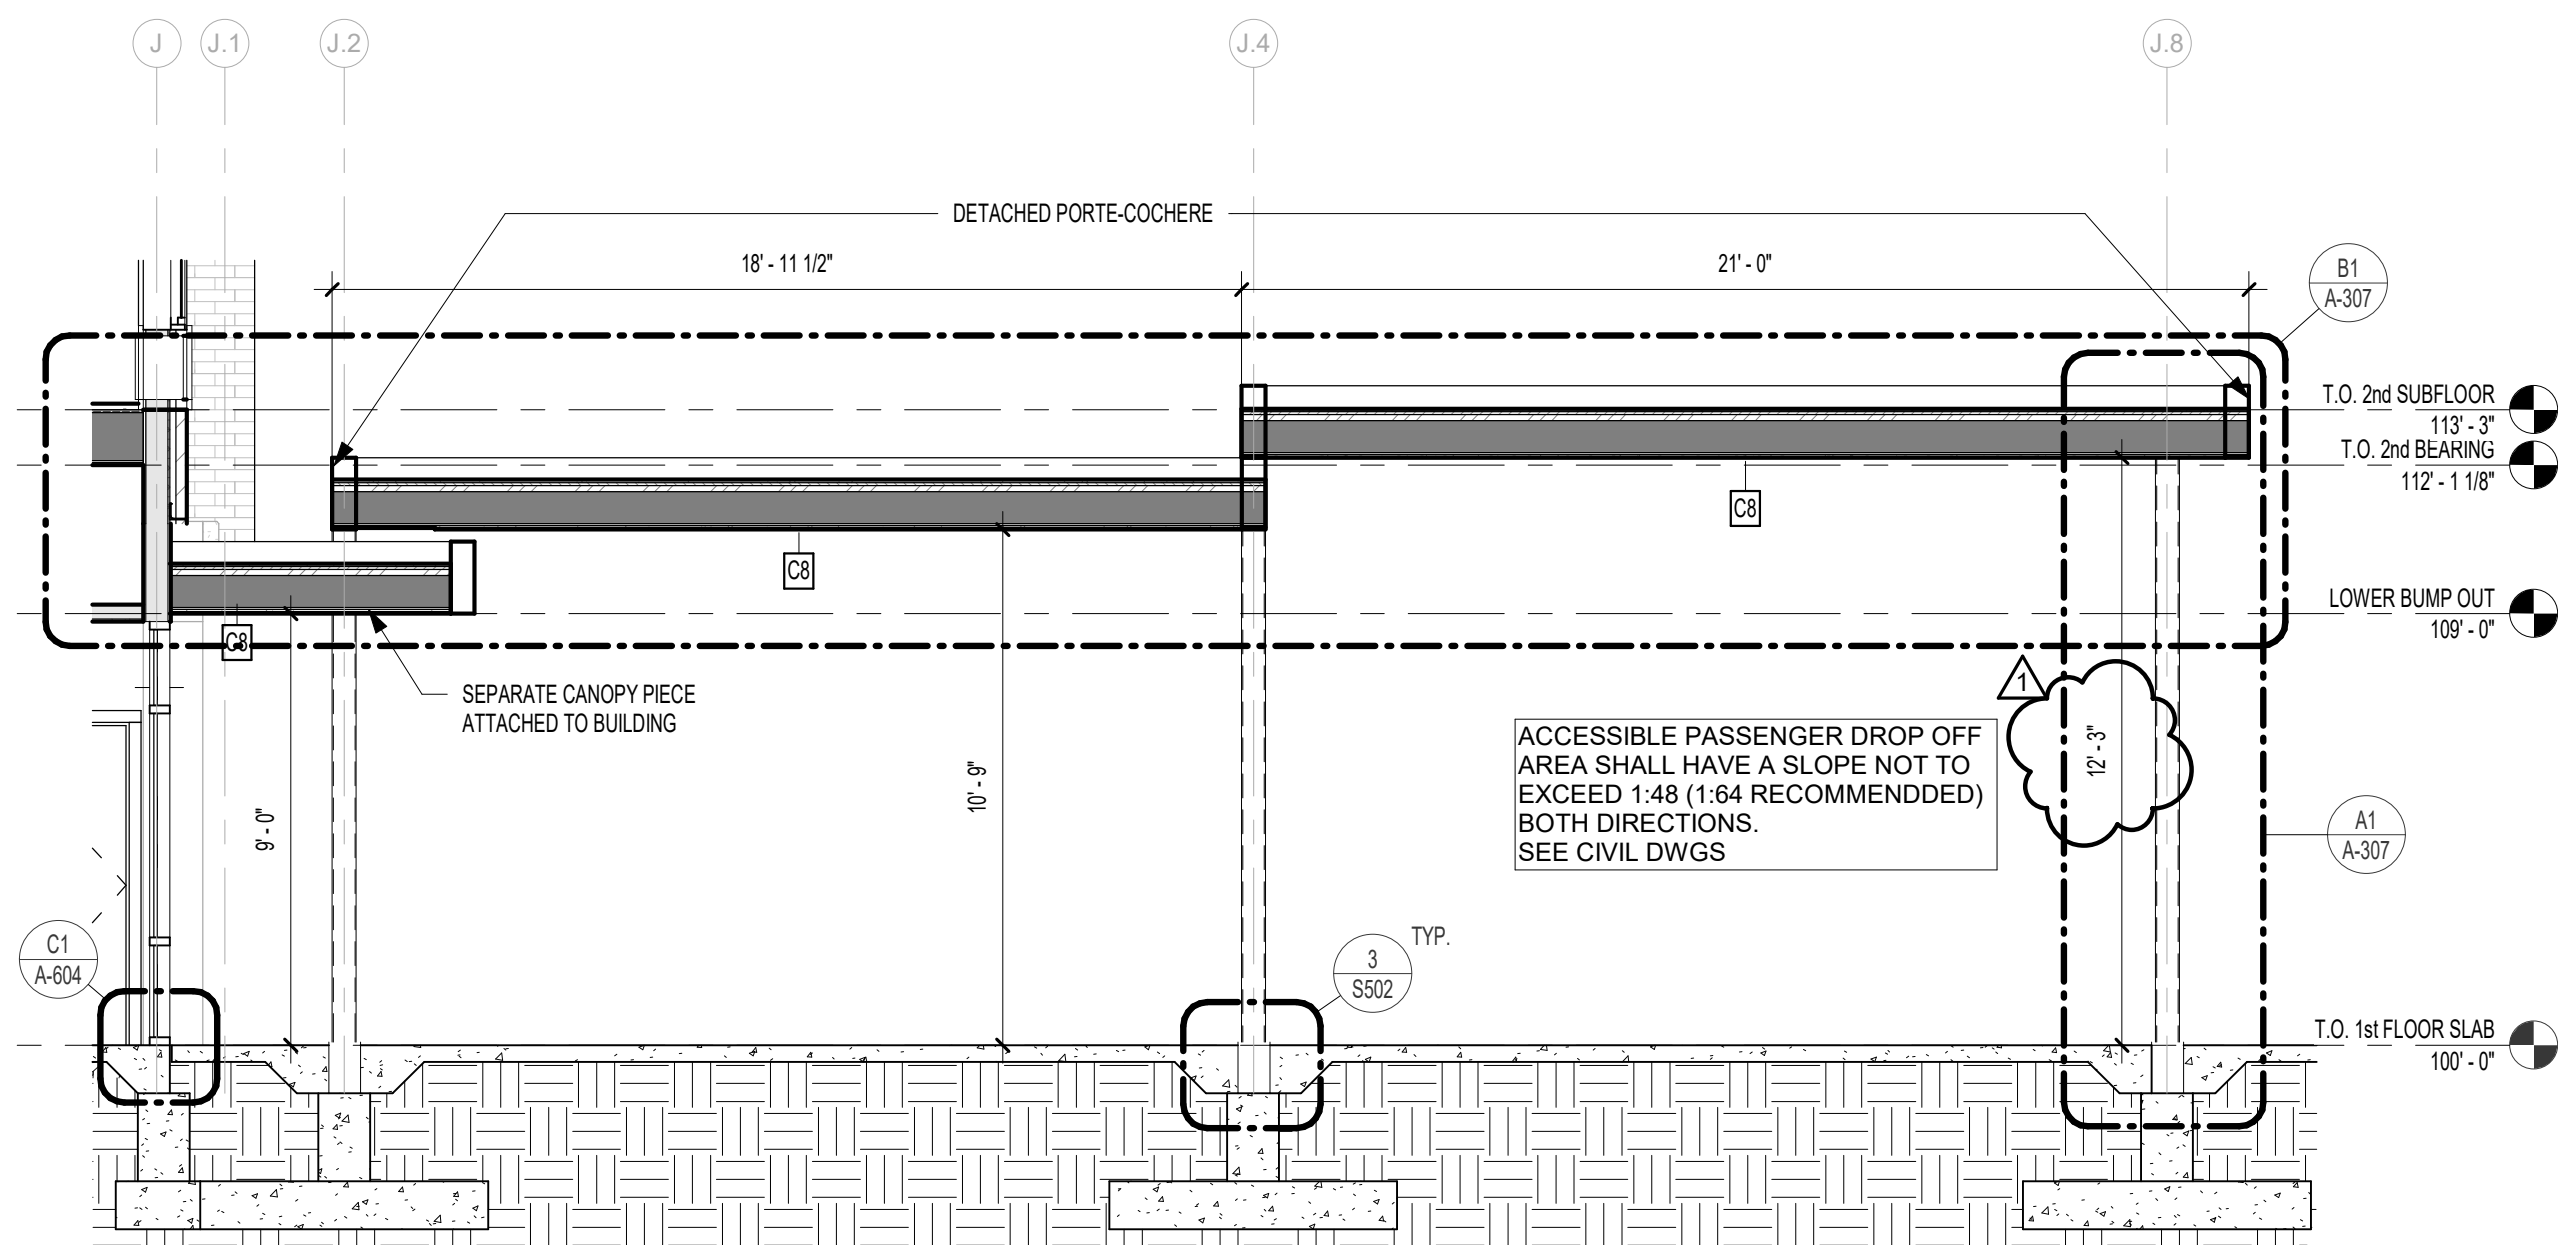 J
J.1
J.2
J.4
J.8
DETACHED PORTE-COCHERE
18' - 11 1/2"
21' - 0"
B1
A-307
T.O. 2nd SUBFLOOR
113' - 3"
T.O. 2nd BEARING
112' - 1 1/8"
C8
C8
LOWER BUMP OUT
109' - 0"
C8
SEPARATE CANOPY PIECE
ATTACHED TO BUILDING
1
ACCESSIBLE PASSENGER DROP OFF
AREA SHALL HAVE A SLOPE NOT TO
EXCEED 1:48 (1:64 RECOMMENDDED)
BOTH DIRECTIONS.
SEE CIVIL DWGS
12' - 3"
10' - 9"
9' - 0"
A1
A-307
C1
A-604
TYP.
3
S502
T.O. 1st FLOOR SLAB
100' - 0"